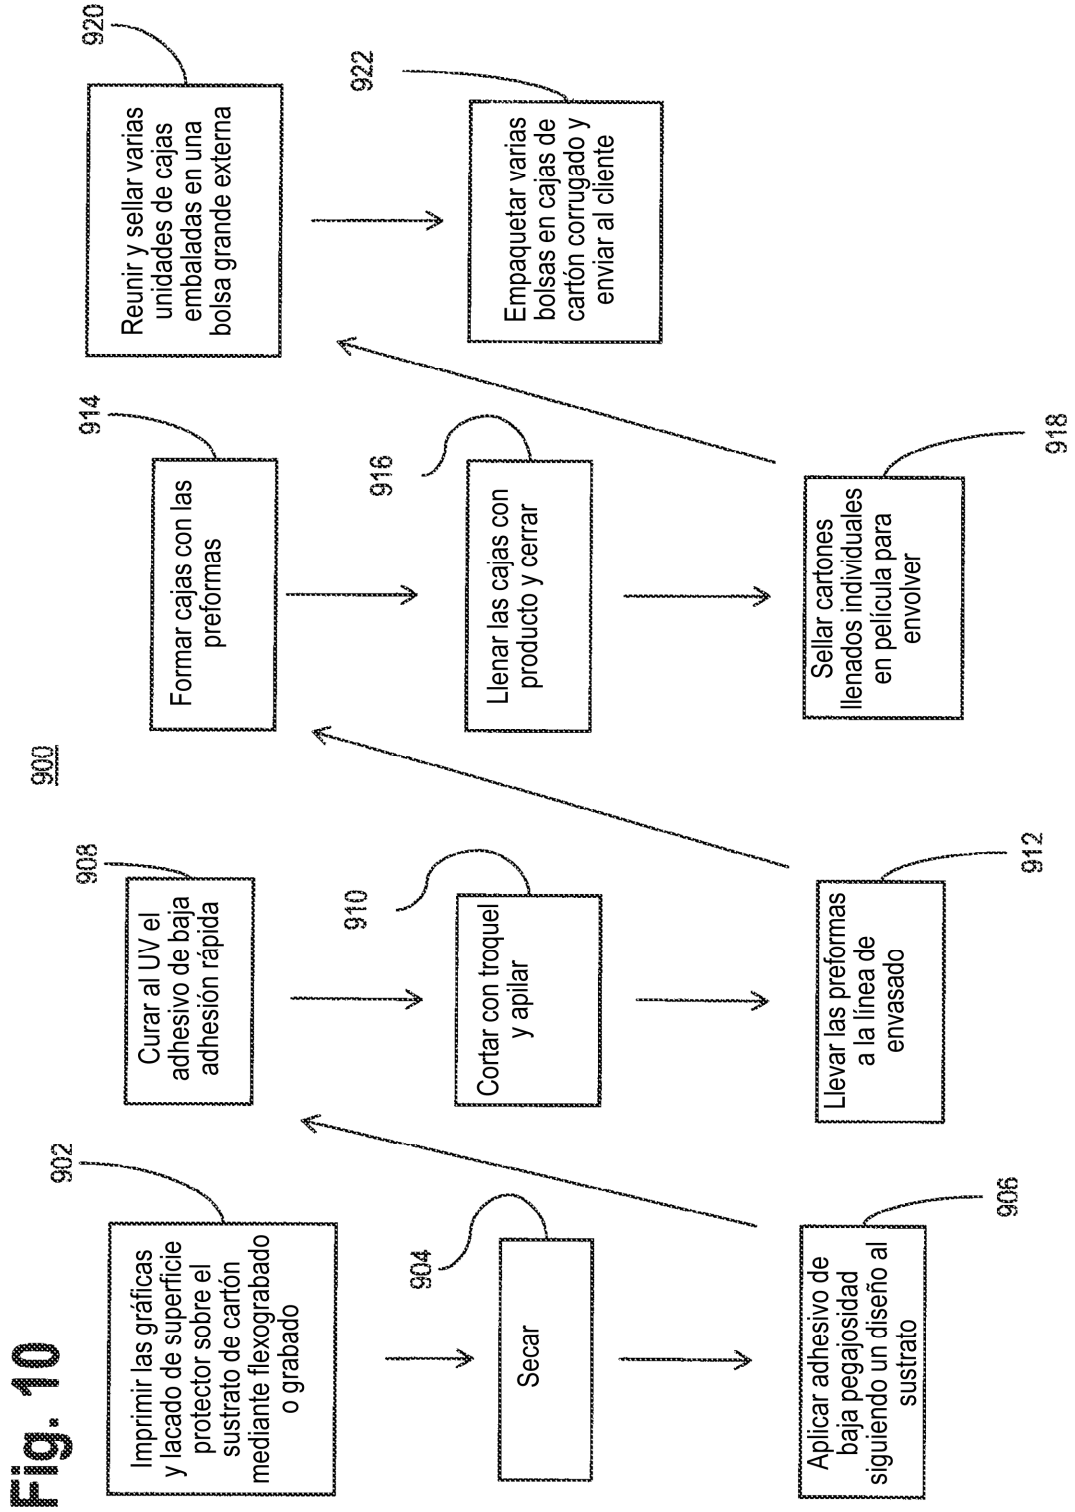 Fig. 10
900
902
Imprimir las gráficas
y lacado de superficie
protector sobre el
sustrato de cartón
mediante flexograbado
o grabado
904
Secar
906
Aplicar adhesivo de
baja pegajosidad
siguiendo un diseño al
sustrato
908
Curar al UV el
adhesivo de baja
adhesión rápida
910
Cortar con troquel
y apilar
912
Llevar las preformas
a la línea de
envasado
914
Formar cajas con las
preformas
916
Llenar las cajas con
producto y cerrar
918
Sellar cartones
llenados individuales
en película para
envolver
920
Reunir y sellar varias
unidades de cajas
embaladas en una
bolsa grande externa
922
Empaquetar varias
bolsas en cajas de
cartón corrugado y
enviar al cliente